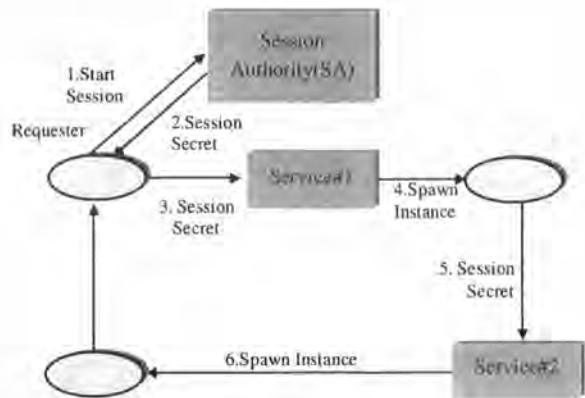 Session
Authority(SA)
1.Start
Session
2.Session
Secret
Requester
Service#1
3. Session
Secret
4.Spawn
Instance
5. Session
Secret
6.Spawn Instance
Service#2